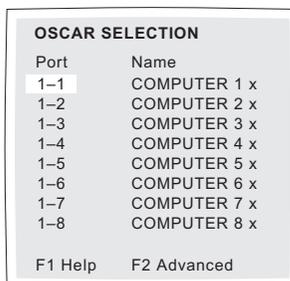 OSCAR SELECTION
Port Name
1–1 COMPUTER 1 x
1–2 COMPUTER 2 x
1–3 COMPUTER 3 x
1–4 COMPUTER 4 x
1–5 COMPUTER 5 x
1–6 COMPUTER 6 x
1–7 COMPUTER 7 x
1–8 COMPUTER 8 x
F1 Help F2 Advanced